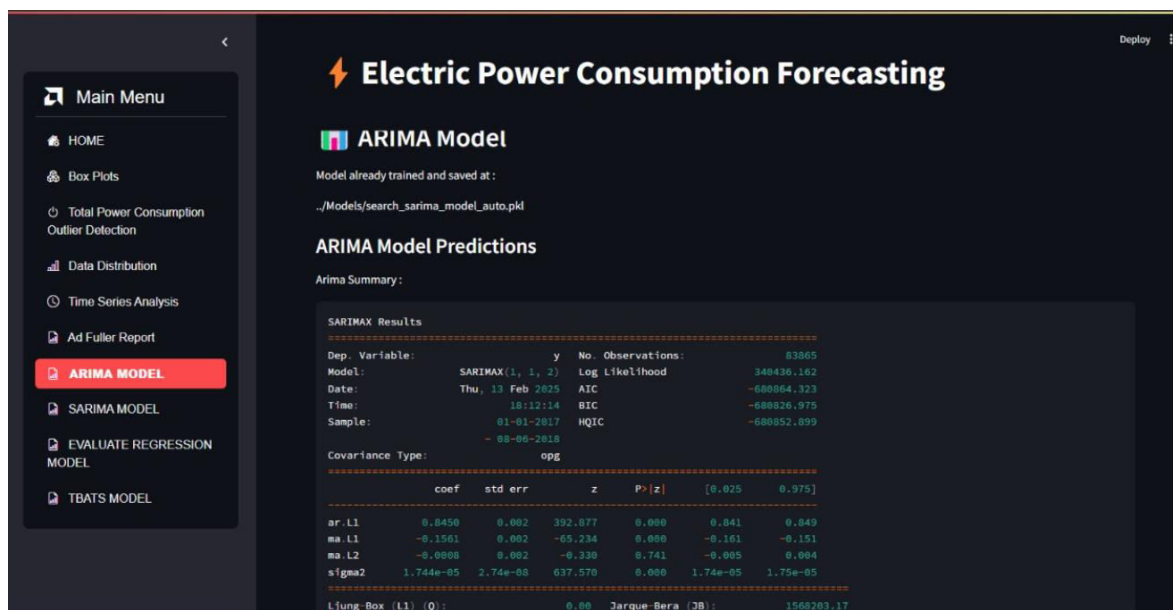 Deploy
Main Menu
HOME
Box Plots
Total Power Consumption
Outlier Detection
Data Distribution
Time Series Analysis
Ad Fuller Report
ARIMA MODEL
SARIMA MODEL
EVALUATE REGRESSION
MODEL
TBATS MODEL
Electric Power Consumption Forecasting
ARIMA Model
Model already trained and saved at :
../Models/search_sarima_model_auto.pkl
ARIMA Model Predictions
Arima Summary :
SARIMAX Results
Dep. Variable: y No. Observations: 83865
Model: SARIMAX(1, 1, 2) Log Likelihood 340436.162
Date: Thu, 13 Feb 2025 AIC -680864.323
Time: 18:12:14 BIC -680826.975
Sample: 01-01-2017 HQIC -680852.899
- 08-06-2018
Covariance Type: opg
coef std err z P>|z| [0.025 0.975]
ar.L1 0.8450 0.002 392.877 0.000 0.841 0.849
ma.L1 -0.1561 0.002 -65.234 0.000 -0.161 -0.151
ma.L2 -0.0008 0.002 -0.330 0.741 -0.005 0.004
sigma2 1.744e-05 2.74e-08 637.570 0.000 1.74e-05 1.75e-05
Ljung-Box (L1) (Q): 0.00 Jarque-Bera (JB): 1568203.17